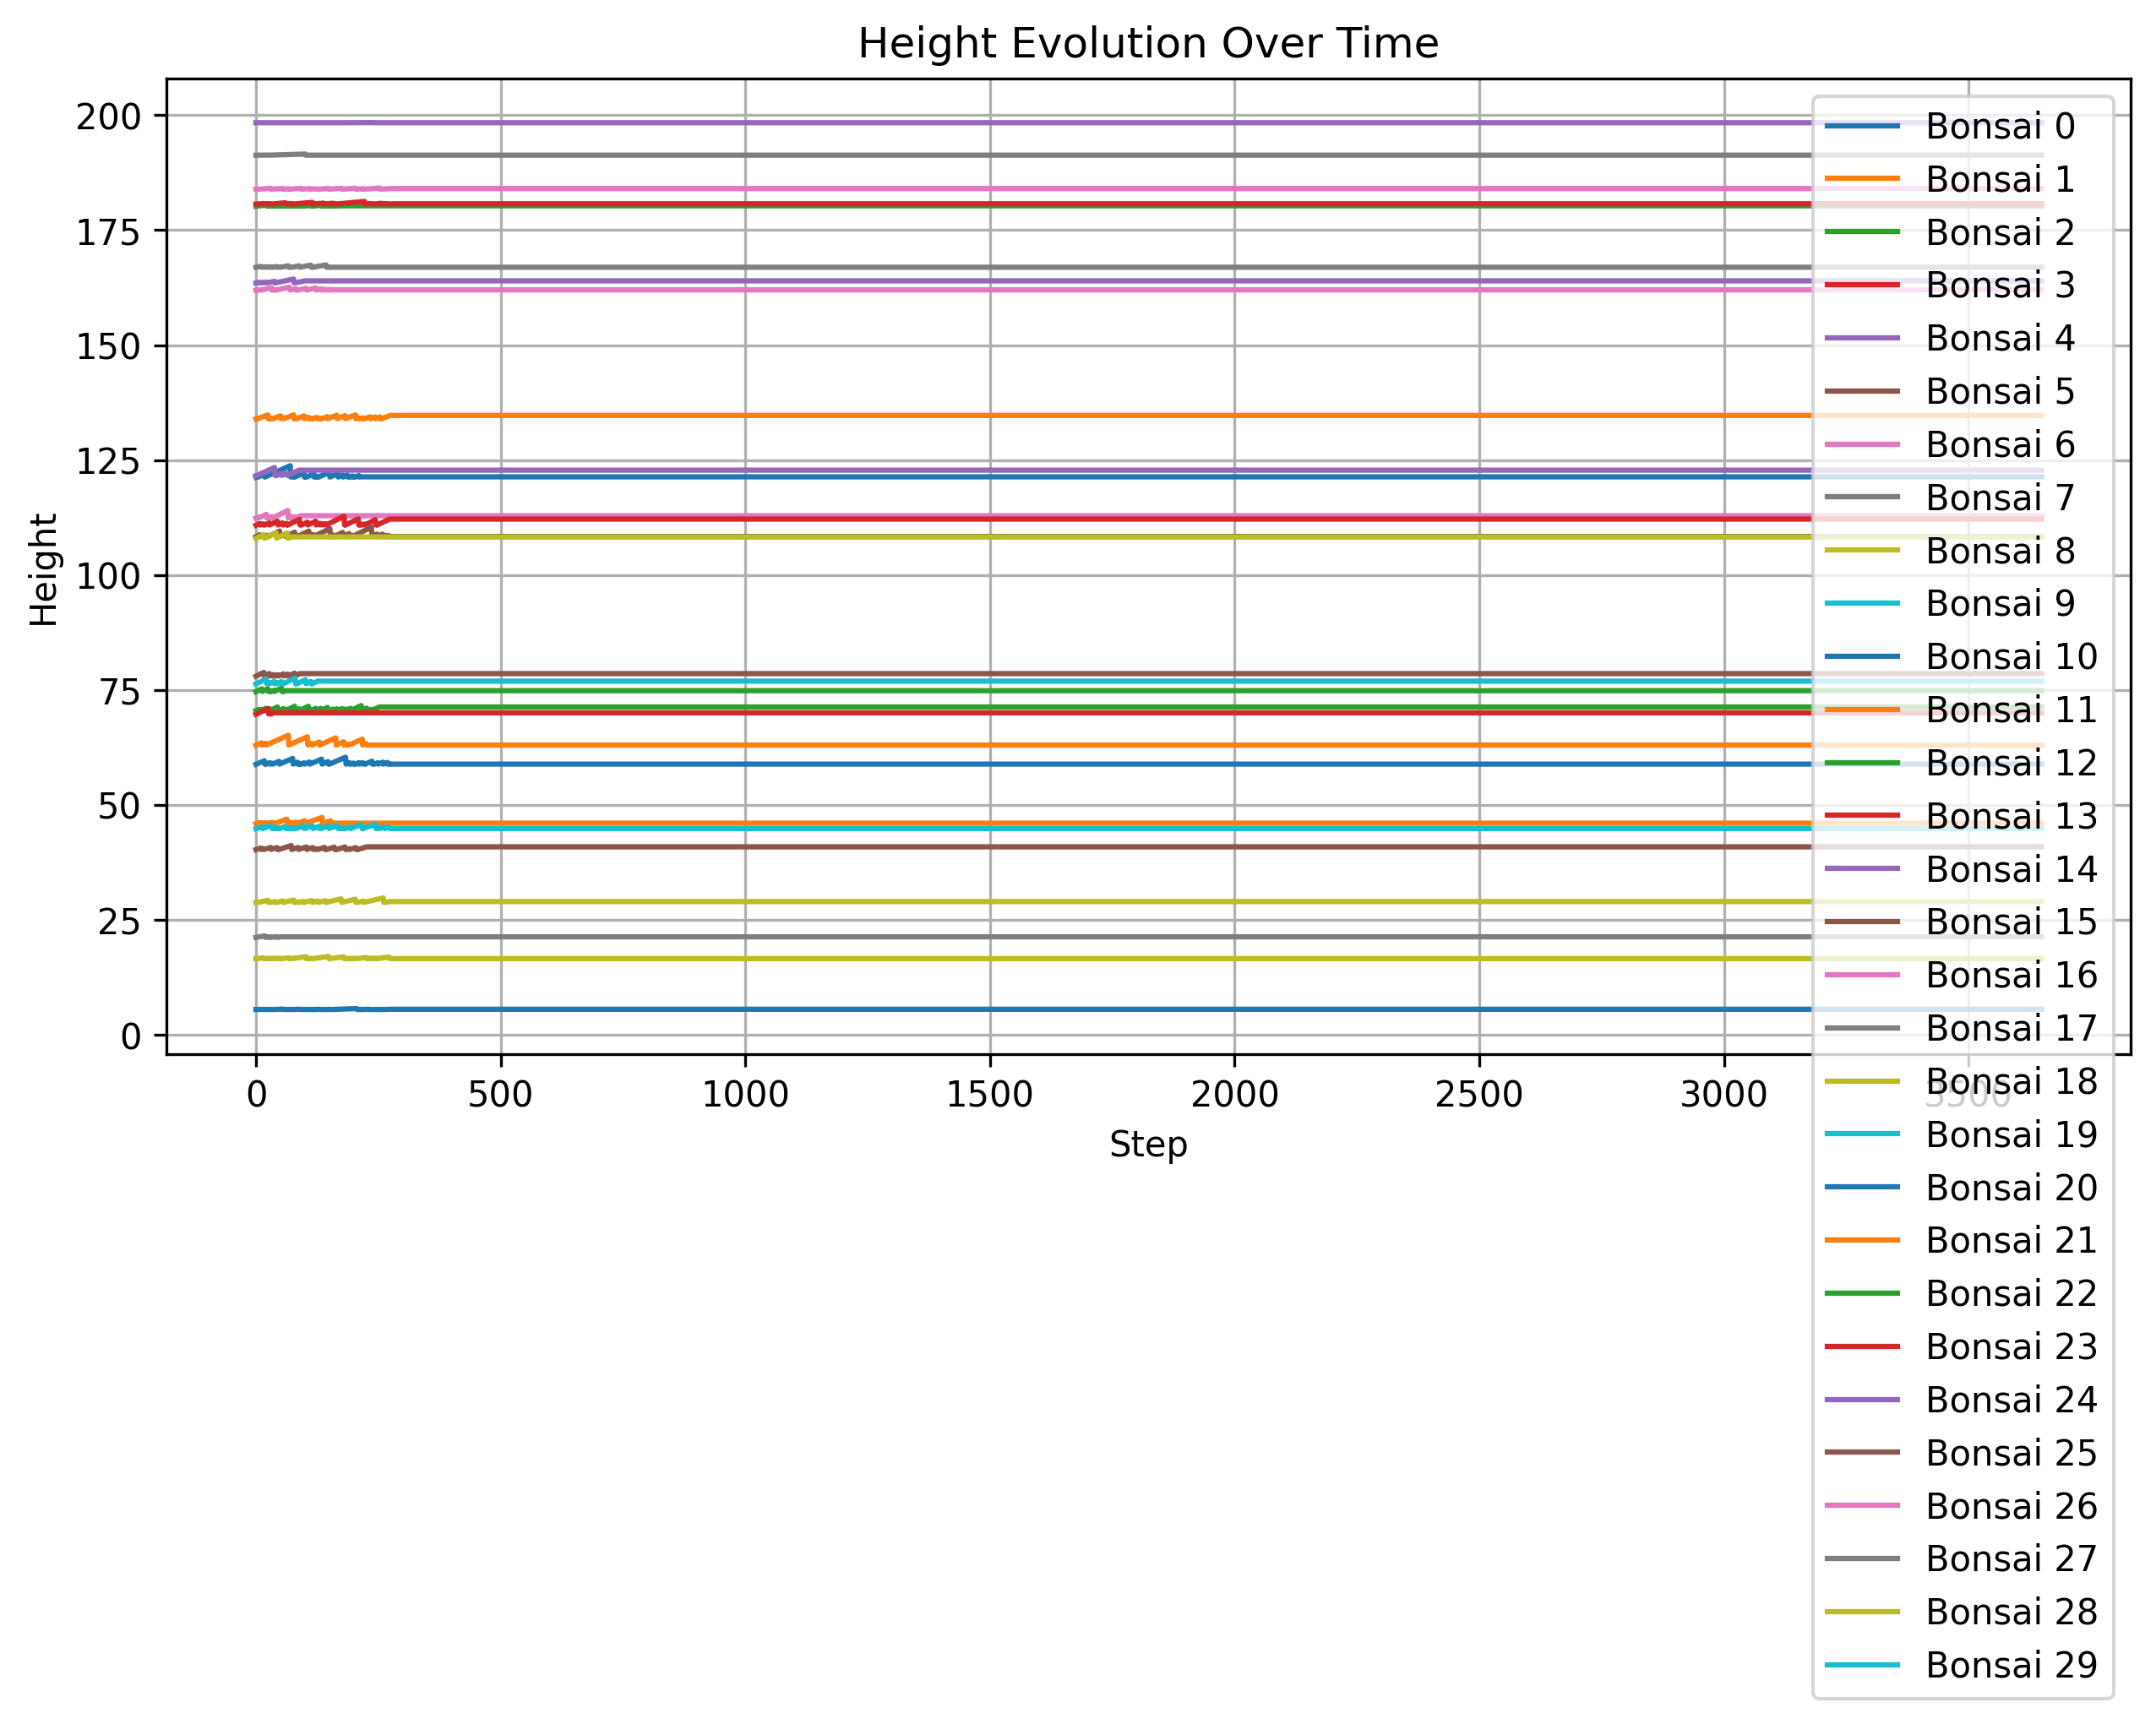 Height Evolution Over Time
Height
200
175
150
125
100
75
50
25
0
0 500 1000 1500 2000 2500 3000 3500
Step
Bonsai 0
Bonsai 1
Bonsai 2
Bonsai 3
Bonsai 4
Bonsai 5
Bonsai 6
Bonsai 7
Bonsai 8
Bonsai 9
Bonsai 10
Bonsai 11
Bonsai 12
Bonsai 13
Bonsai 14
Bonsai 15
Bonsai 16
Bonsai 17
Bonsai 18
Bonsai 19
Bonsai 20
Bonsai 21
Bonsai 22
Bonsai 23
Bonsai 24
Bonsai 25
Bonsai 26
Bonsai 27
Bonsai 28
Bonsai 29